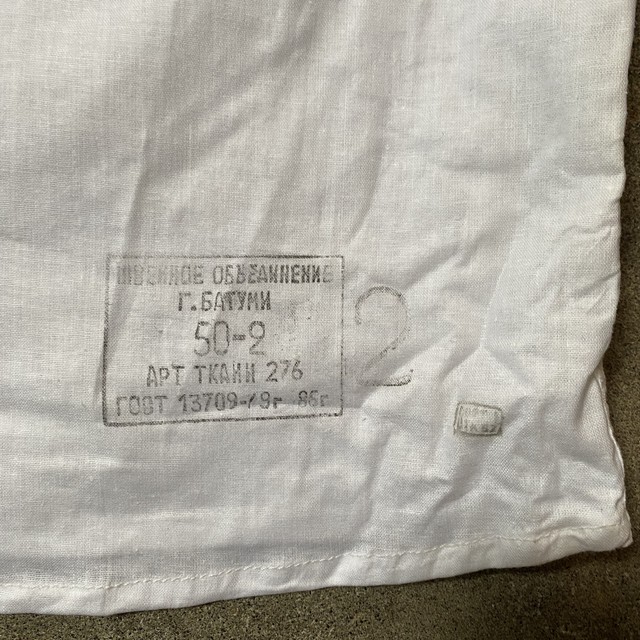 ШВЕЙНОЕ ОБЪЕДИНЕНИЕ
Г.БАТУМИ
50-2
АРТ ТКАНИ 276
ГОСТ 13709-79г 86г
2